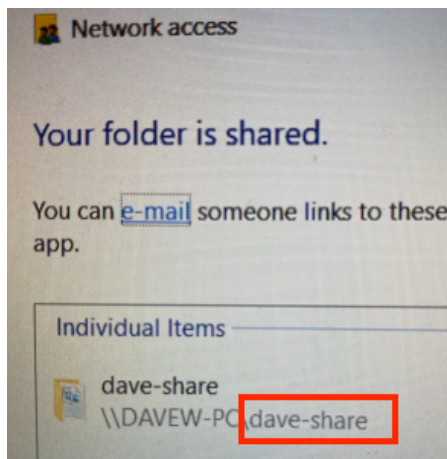 Network access
Your folder is shared.
You can e-mail someone links to these
app.
Individual Items
dave-share
\\DAVEW-PC\dave-share